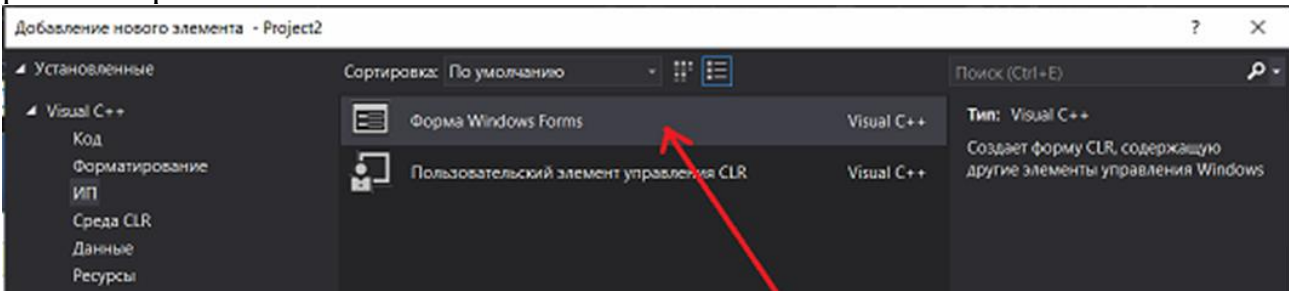 Добавление нового элемента - Project2 ? ×
Установленные
Сортировка: По умолчанию
Поиск (Ctrl+E)
Visual C++
Код
Форматирование
ИП
Среда CLR
Данные
Ресурсы
Форма Windows Forms Visual C++
Пользовательский элемент управления CLR Visual C++
Тип: Visual C++
Создает форму CLR, содержащую
другие элементы управления Windows